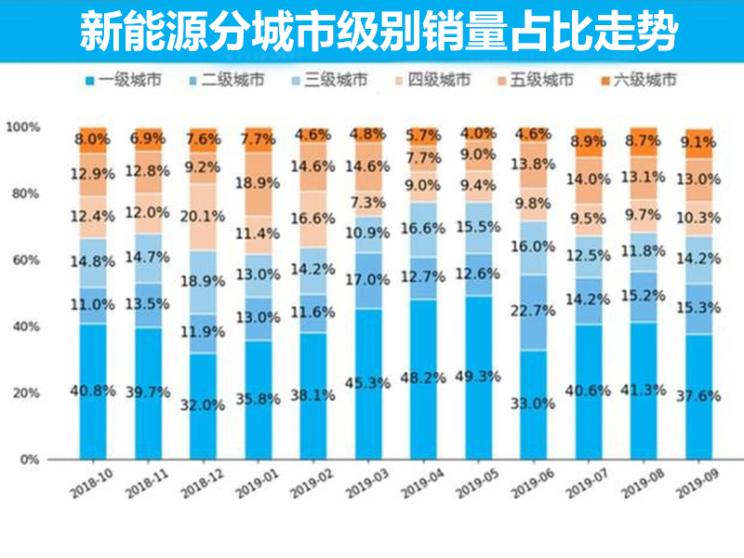 新能源分城市级别销量占比走势
一级城市 二级城市 三级城市 四级城市 五级城市 六级城市
100%
8.0% 6.9% 7.6% 7.7% 4.6% 4.8% 5.7% 4.0% 4.6% 8.9% 8.7% 9.1%
12.9% 12.8% 9.2% 18.9% 14.6% 14.6% 7.7% 9.0% 13.8% 14.0% 13.1% 13.0%
80%
12.4% 12.0% 20.1% 11.4% 16.6% 7.3% 9.0% 9.4% 9.8% 9.5% 9.7% 10.3%
60%
14.8% 14.7% 18.9% 13.0% 14.2% 10.9% 16.6% 15.5% 16.0% 12.5% 11.8% 14.2%
11.0% 13.5% 11.9% 13.0% 11.6% 17.0% 12.7% 12.6% 22.7% 14.2% 15.2% 15.3%
40%
40.8% 39.7% 32.0% 35.8% 38.1% 45.3% 48.2% 49.3% 33.0% 40.6% 41.3% 37.6%
20%
0%
2018-10 2018-11 2018-12 2019-01 2019-02 2019-03 2019-04 2019-05 2019-06 2019-07 2019-08 2019-09